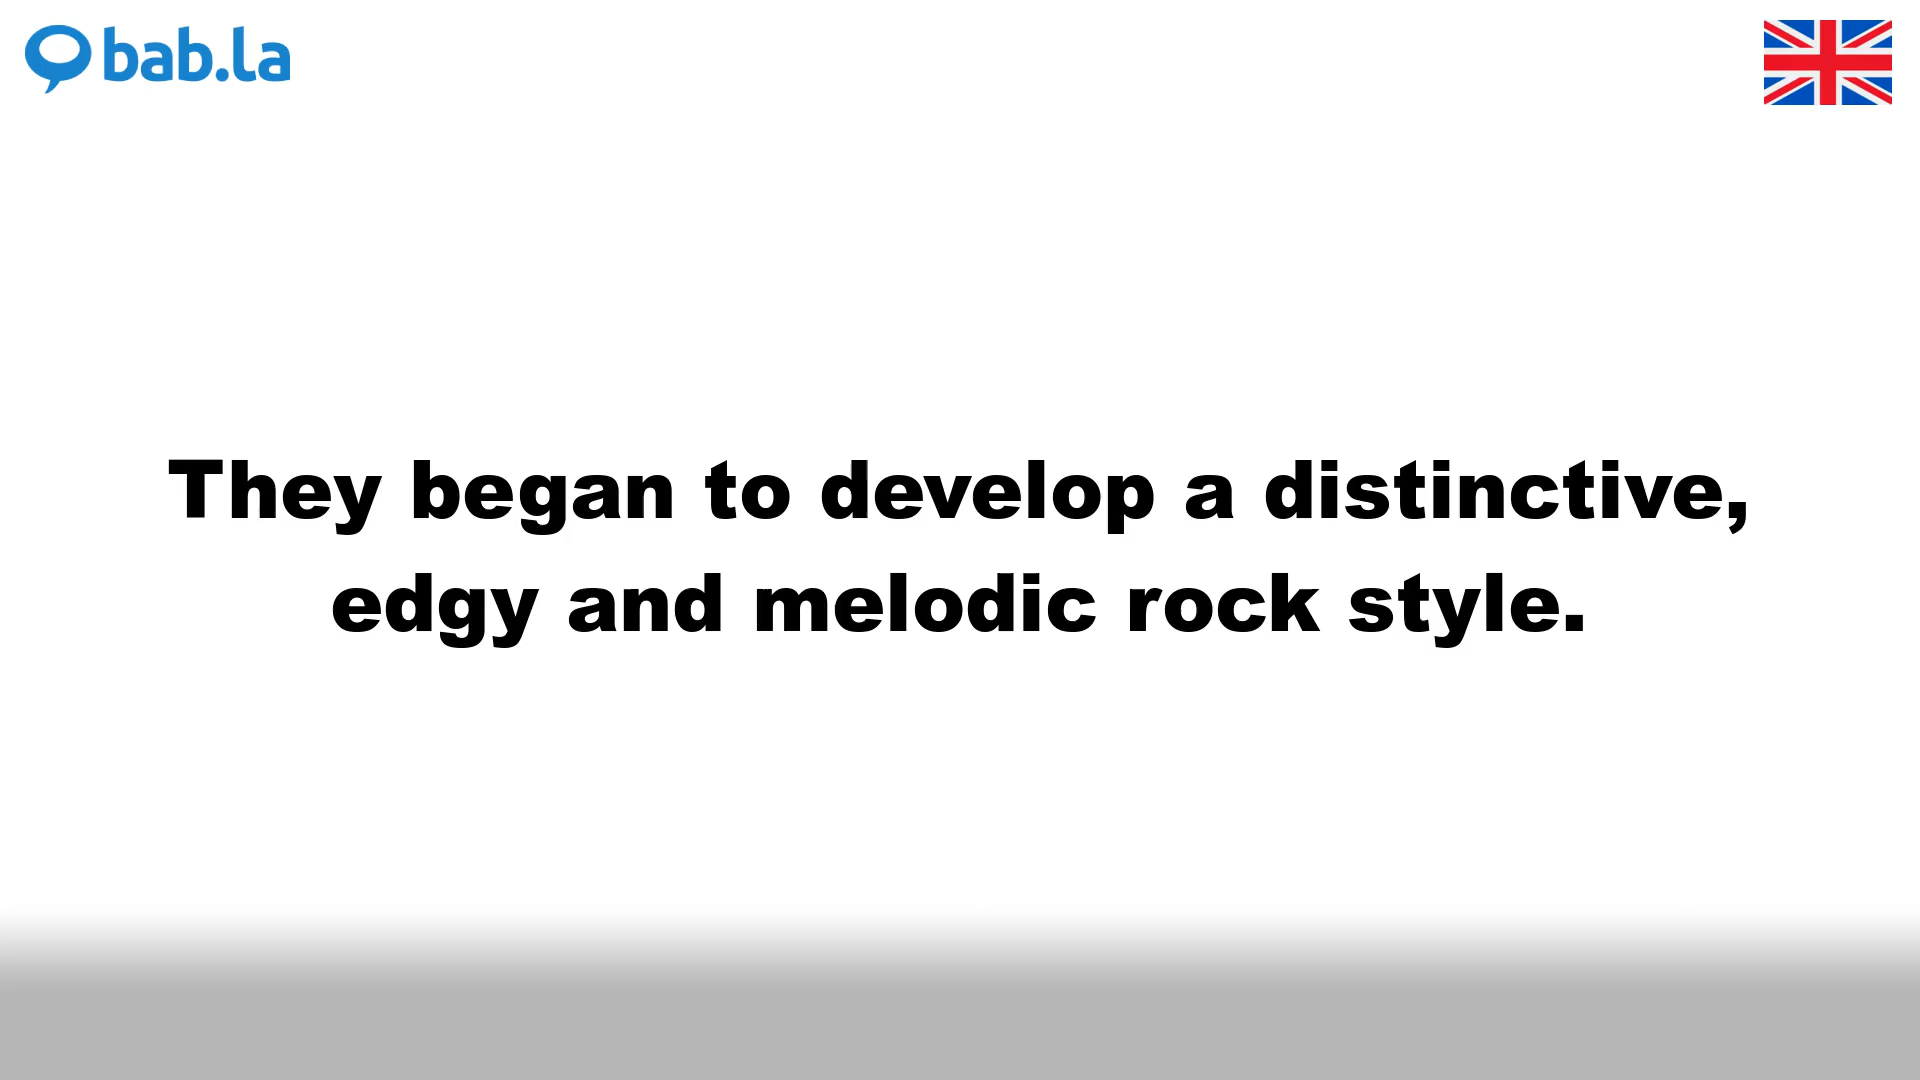 bab.la
They began to develop a distinctive,
edgy and melodic rock style.